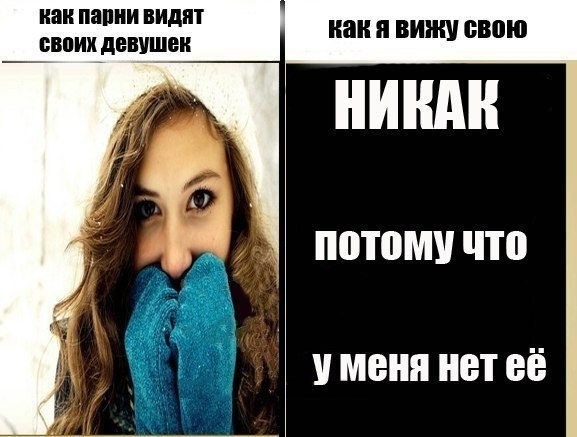 как парни видят
своих девушек
как я вижу свою
НИКАК
потому что
у меня нет её